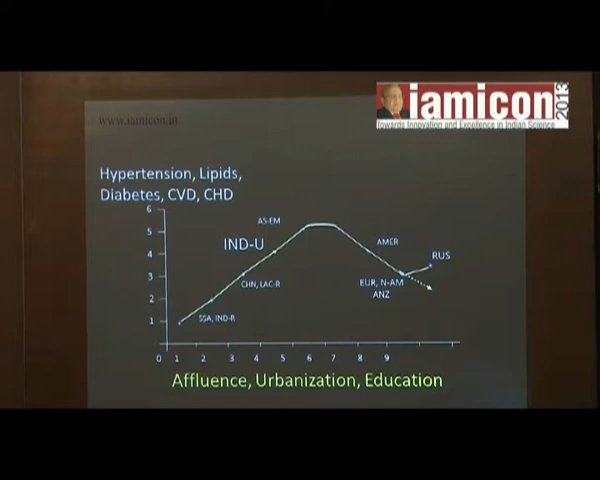 www.iamicon.in
iamicon
2013
Towards Innovation and Excellence in Indian Science
Hypertension, Lipids,
Diabetes, CVD, CHD
6
5
4
3
2
1
AS-EM
IND-U
AMER
RUS
CHN, LAC-R
EUR, N-AM
ANZ
SSA, IND-R
0 1 2 3 4 5 6 7 8 9
Affluence, Urbanization, Education